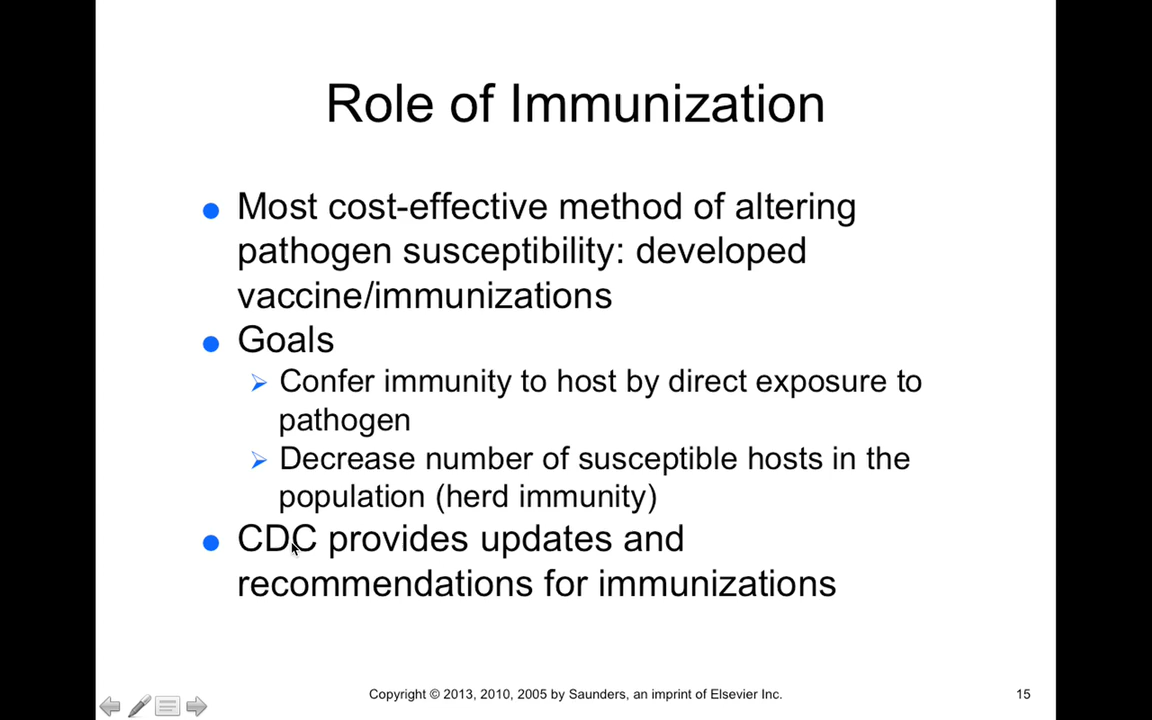 Role of Immunization
● Most cost-effective method of altering
pathogen susceptibility: developed
vaccine/immunizations
● Goals
➢ Confer immunity to host by direct exposure to
pathogen
➢ Decrease number of susceptible hosts in the
population (herd immunity)
● CDC provides updates and
recommendations for immunizations
Copyright © 2013, 2010, 2005 by Saunders, an imprint of Elsevier Inc.
15